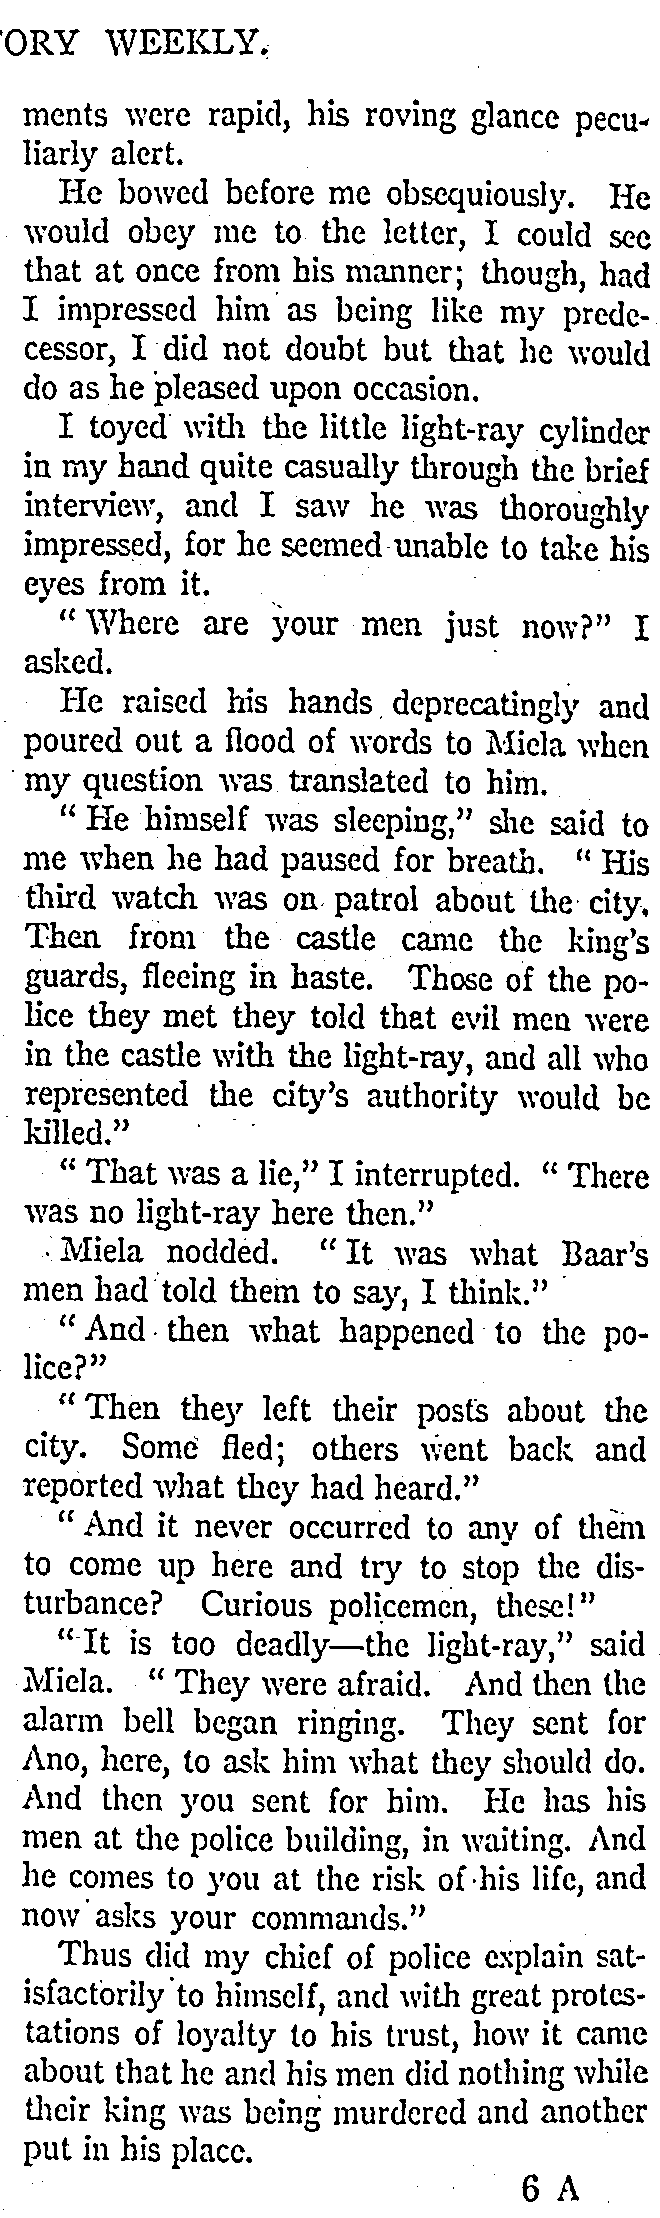 ORY WEEKLY.
ments were rapid, his roving glance pecu-
liarly alert.
He bowed before me obsequiously. He
would obey me to the letter, I could see
that at once from his manner; though, had
I impressed him as being like my prede-
cessor, I did not doubt but that he would
do as he pleased upon occasion.
I toyed with the little light-ray cylinder
in my hand quite casually through the brief
interview, and I saw he was thoroughly
impressed, for he seemed unable to take his
eyes from it.
“Where are your men just now?” I
asked.
He raised his hands deprecatingly and
poured out a flood of words to Miela when
my question was translated to him.
“He himself was sleeping,” she said to
me when he had paused for breath. “His
third watch was on patrol about the city.
Then from the castle came the king's
guards, fleeing in haste. Those of the po-
lice they met they told that evil men were
in the castle with the light-ray, and all who
represented the city's authority would be
killed.”
“That was a lie,” I interrupted. “There
was no light-ray here then.”
Miela nodded. “It was what Baar's
men had told them to say, I think.”
“And then what happened to the po-
lice?”
“Then they left their posts about the
city. Some fled; others went back and
reported what they had heard.”
“And it never occurred to any of them
to come up here and try to stop the dis-
turbance? Curious policemen, these!”
“It is too deadly—the light-ray,” said
Miela. “They were afraid. And then the
alarm bell began ringing. They sent for
Ano, here, to ask him what they should do.
And then you sent for him. He has his
men at the police building, in waiting. And
he comes to you at the risk of his life, and
now asks your commands.”
Thus did my chief of police explain sat-
isfactorily to himself, and with great protes-
tations of loyalty to his trust, how it came
about that he and his men did nothing while
their king was being murdered and another
put in his place.
6 A